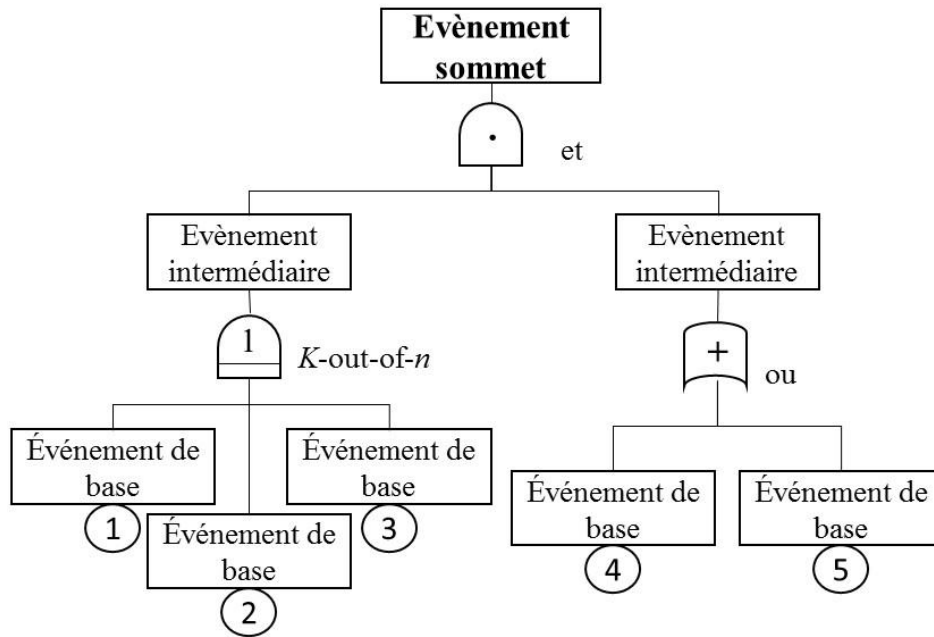 Evènement
sommet
·
et
Evènement
intermédiaire
Evènement
intermédiaire
1
K-out-of-n
+
ou
Événement de
base
1
Événement de
base
2
Événement de
base
3
Événement de
base
4
Événement de
base
5